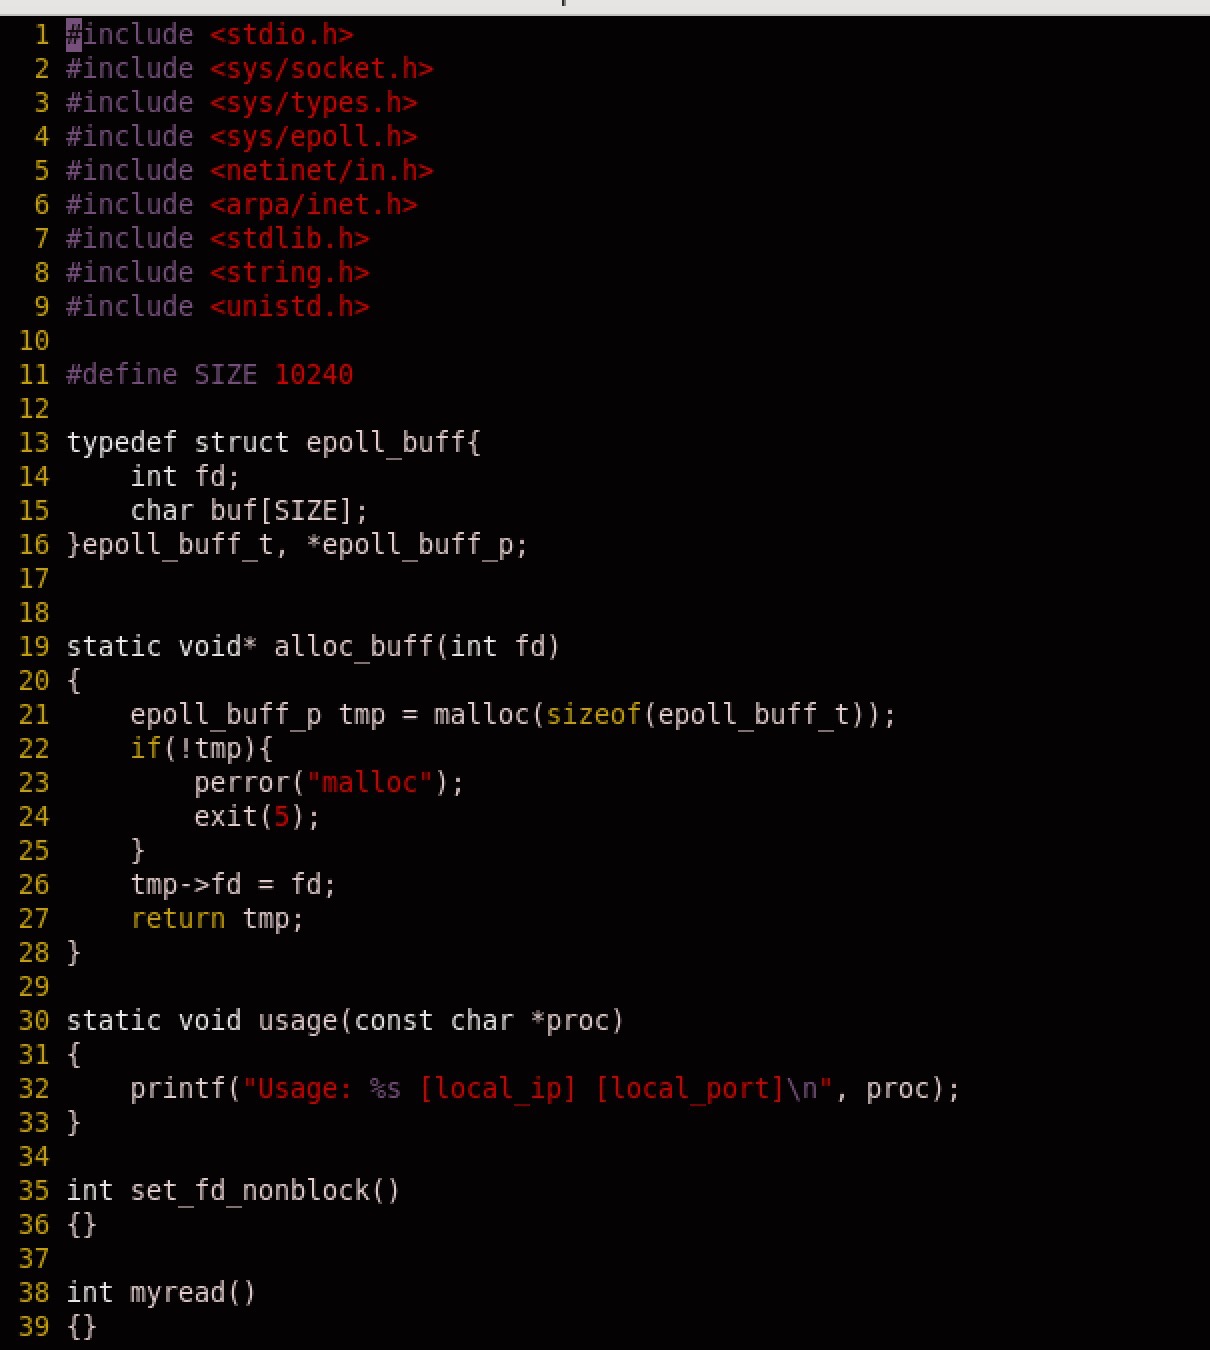 1 #include <stdio.h>
2 #include <sys/socket.h>
3 #include <sys/types.h>
4 #include <sys/epoll.h>
5 #include <netinet/in.h>
6 #include <arpa/inet.h>
7 #include <stdlib.h>
8 #include <string.h>
9 #include <unistd.h>
10
11 #define SIZE 10240
12
13 typedef struct epoll_buff{
14     int fd;
15     char buf[SIZE];
16 }epoll_buff_t, *epoll_buff_p;
17
18
19 static void* alloc_buff(int fd)
20 {
21     epoll_buff_p tmp = malloc(sizeof(epoll_buff_t));
22     if(!tmp){
23         perror("malloc");
24         exit(5);
25     }
26     tmp->fd = fd;
27     return tmp;
28 }
29
30 static void usage(const char *proc)
31 {
32     printf("Usage: %s [local_ip] [local_port]\n", proc);
33 }
34
35 int set_fd_nonblock()
36 {}
37
38 int myread()
39 {}